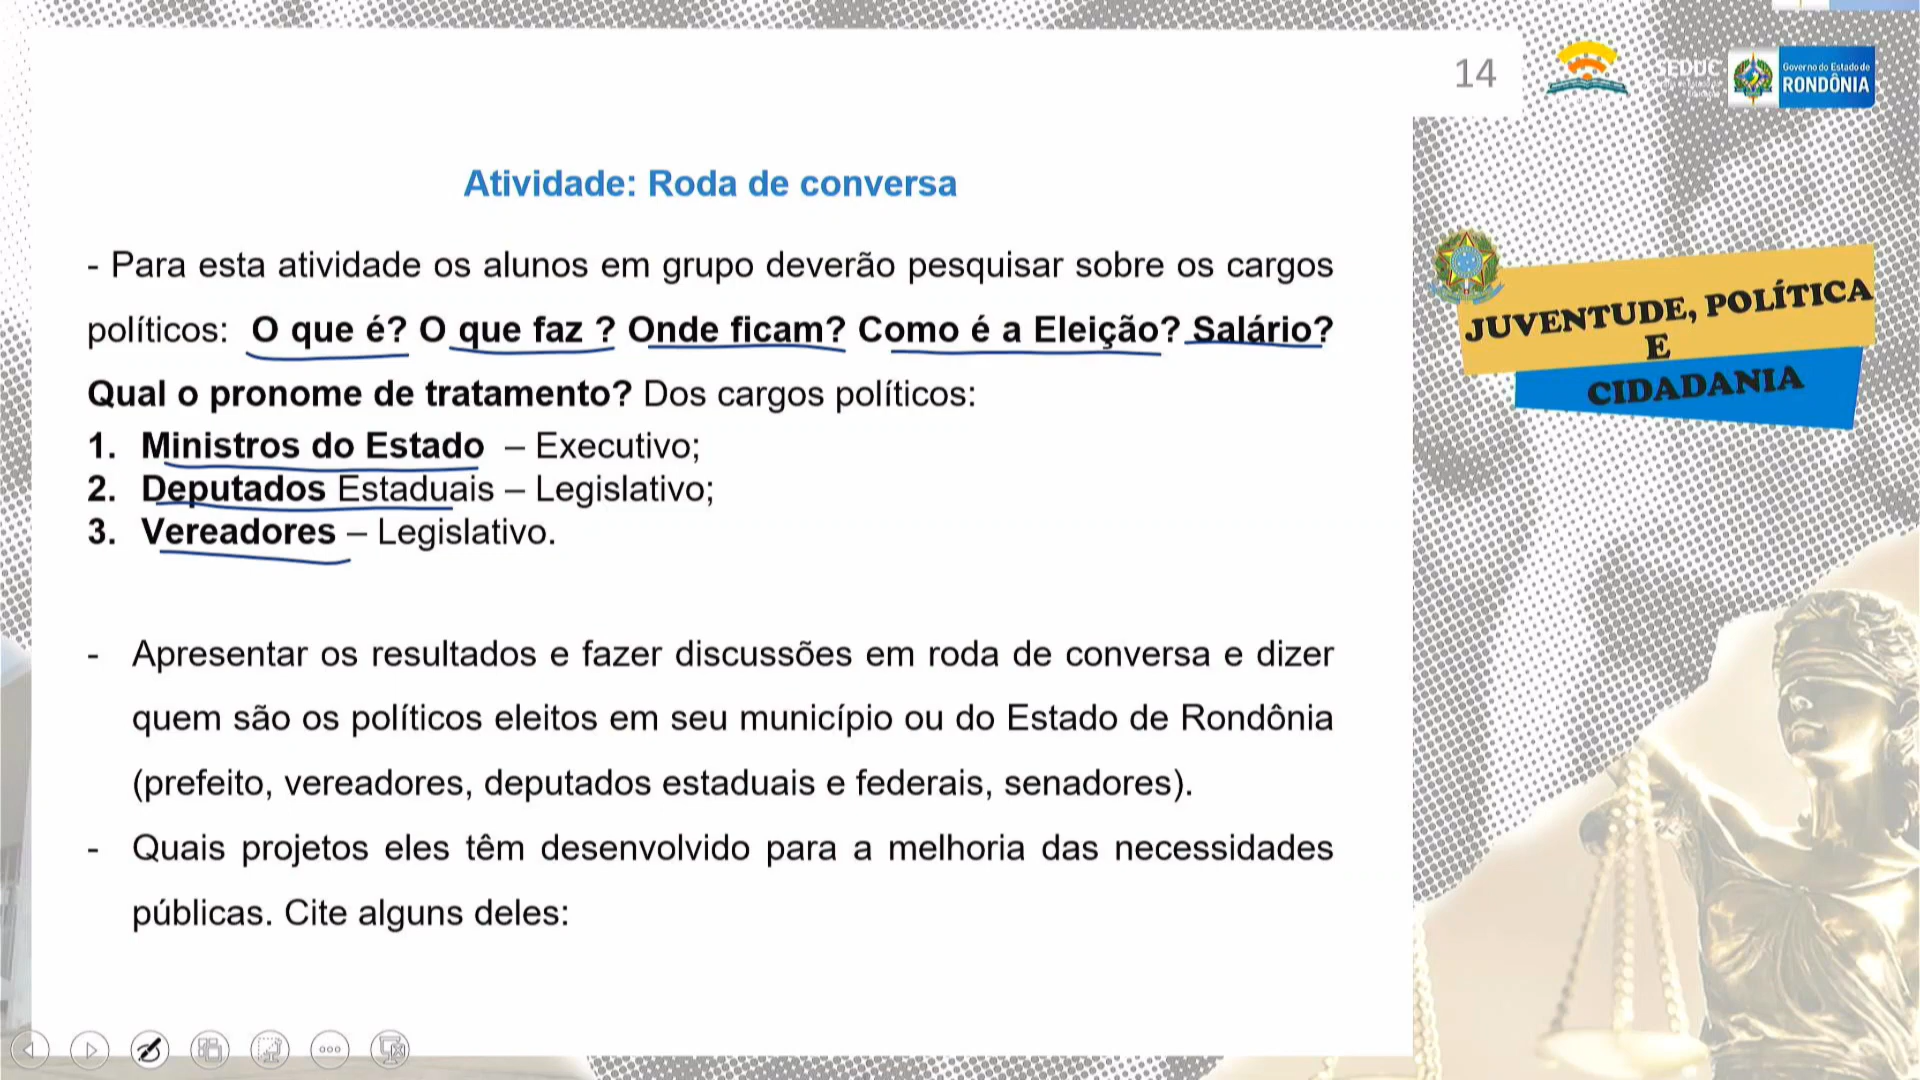 14
SEDUC
Governo do Estado de
RONDÔNIA
Atividade: Roda de conversa
- Para esta atividade os alunos em grupo deverão pesquisar sobre os cargos
políticos: O que é? O que faz ? Onde ficam? Como é a Eleição? Salário?
Qual o pronome de tratamento? Dos cargos políticos:
1. Ministros do Estado – Executivo;
2. Deputados Estaduais – Legislativo;
3. Vereadores – Legislativo.
- Apresentar os resultados e fazer discussões em roda de conversa e dizer
quem são os políticos eleitos em seu município ou do Estado de Rondônia
(prefeito, vereadores, deputados estaduais e federais, senadores).
- Quais projetos eles têm desenvolvido para a melhoria das necessidades
públicas. Cite alguns deles:
JUVENTUDE, POLÍTICA
E
CIDADANIA